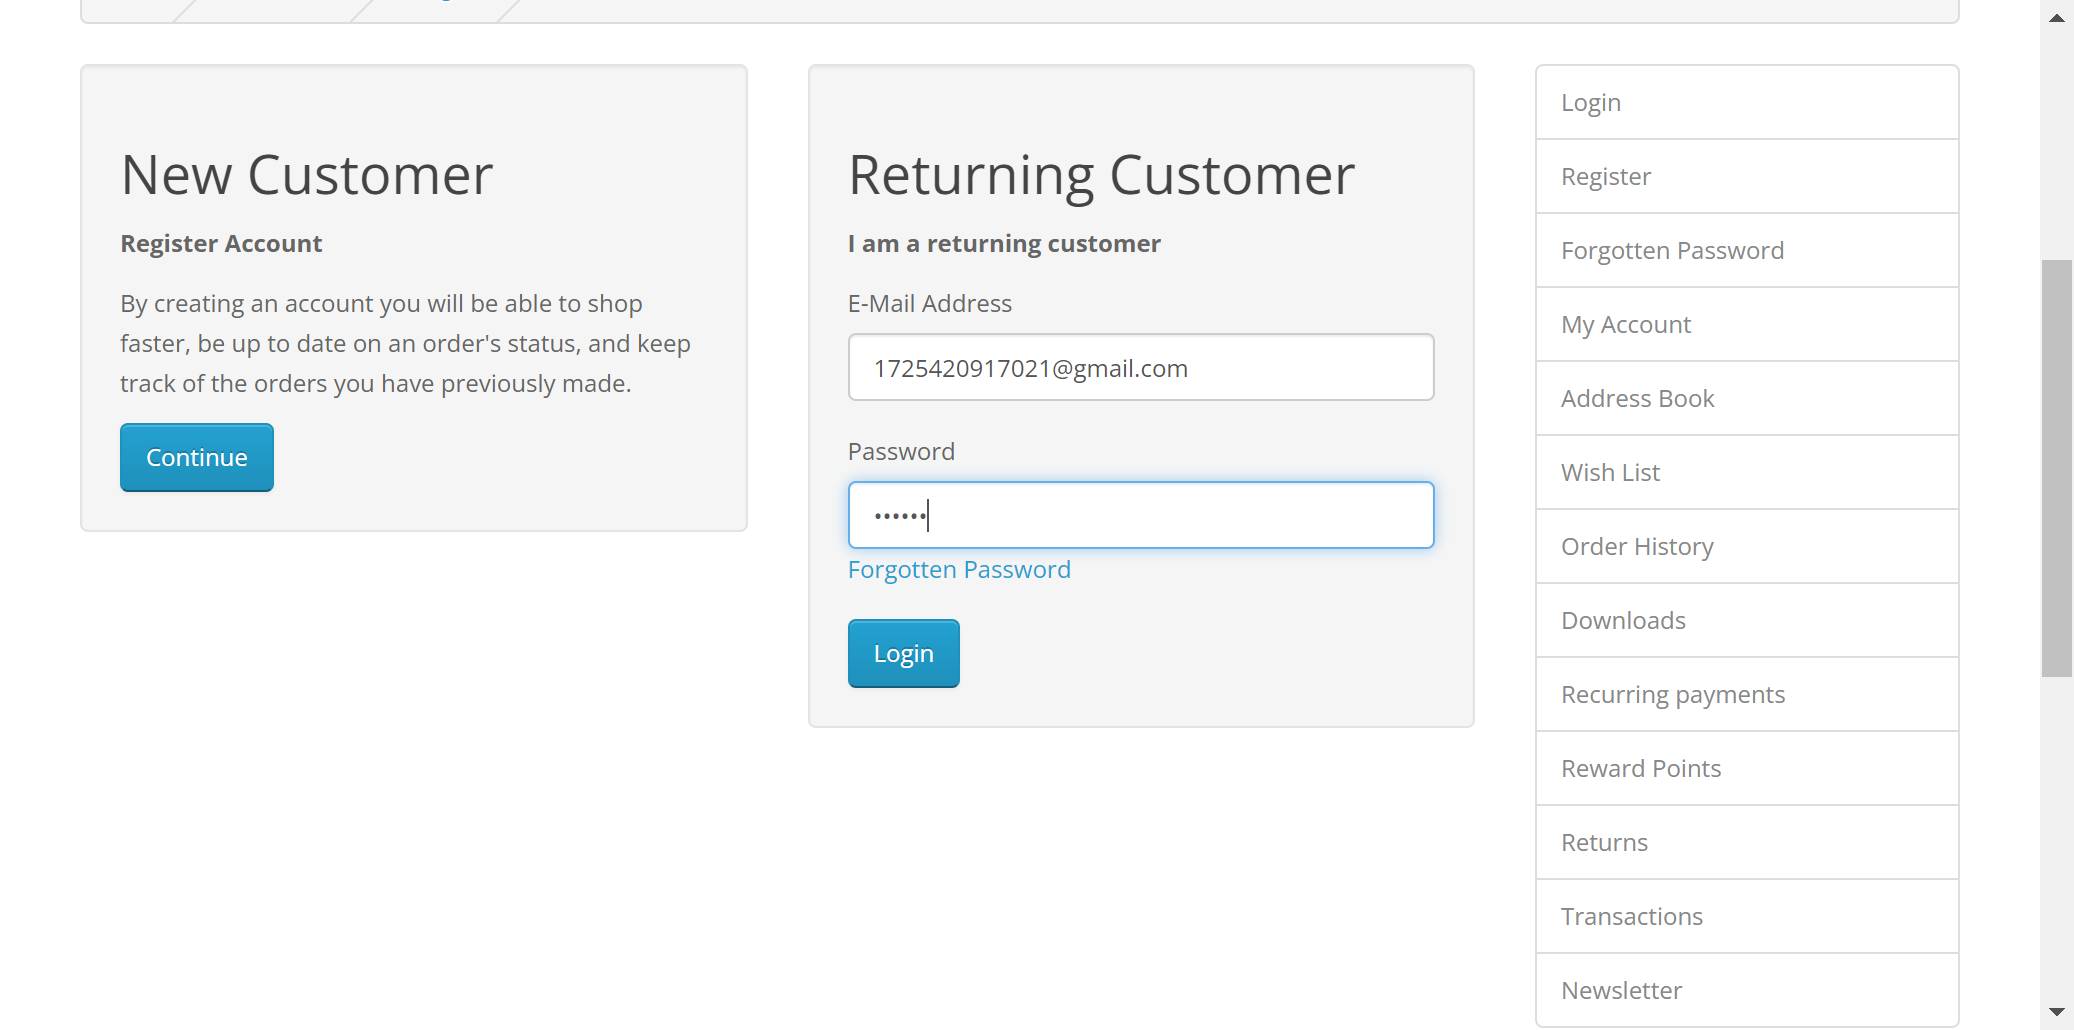 New Customer
Register Account
By creating an account you will be able to shop
faster, be up to date on an order's status, and keep
track of the orders you have previously made.
Continue
Returning Customer
I am a returning customer
E-Mail Address
1725420917021@gmail.com
Password
••••••
Forgotten Password
Login
Login
Register
Forgotten Password
My Account
Address Book
Wish List
Order History
Downloads
Recurring payments
Reward Points
Returns
Transactions
Newsletter